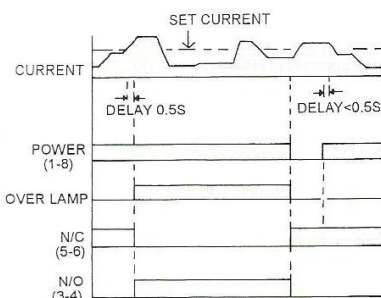 SET CURRENT
CURRENT
DELAY 0.5S
DELAY<0.5S
POWER
(1-8)
OVER LAMP
N/C
(5-6)
N/O
(3-4)